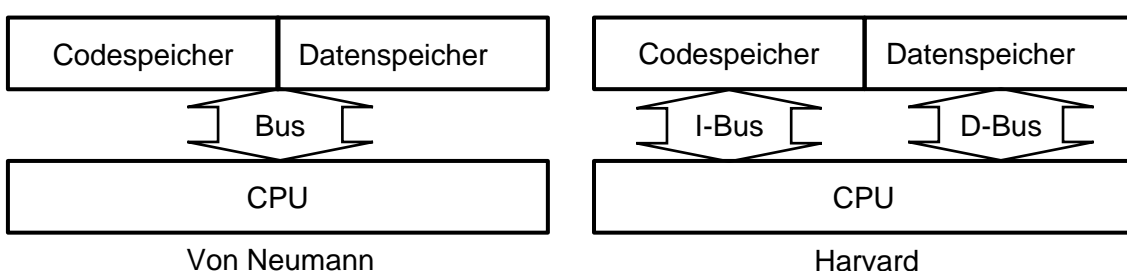 Codespeicher Datenspeicher Codespeicher Datenspeicher
Bus I-Bus D-Bus
CPU CPU
Von Neumann Harvard